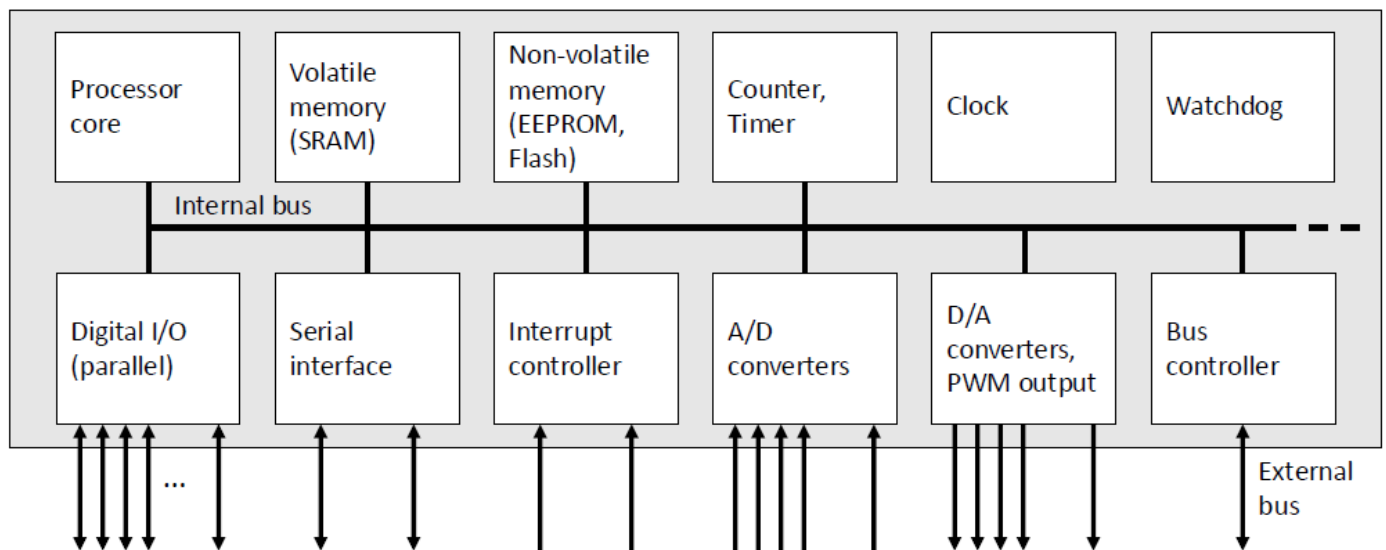 Processor
core
Volatile
memory
(SRAM)
Non-volatile
memory
(EEPROM,
Flash)
Counter,
Timer
Clock
Watchdog
Internal bus
Digital I/O
(parallel)
Serial
interface
Interrupt
controller
A/D
converters
D/A
converters,
PWM output
Bus
controller
...
External
bus